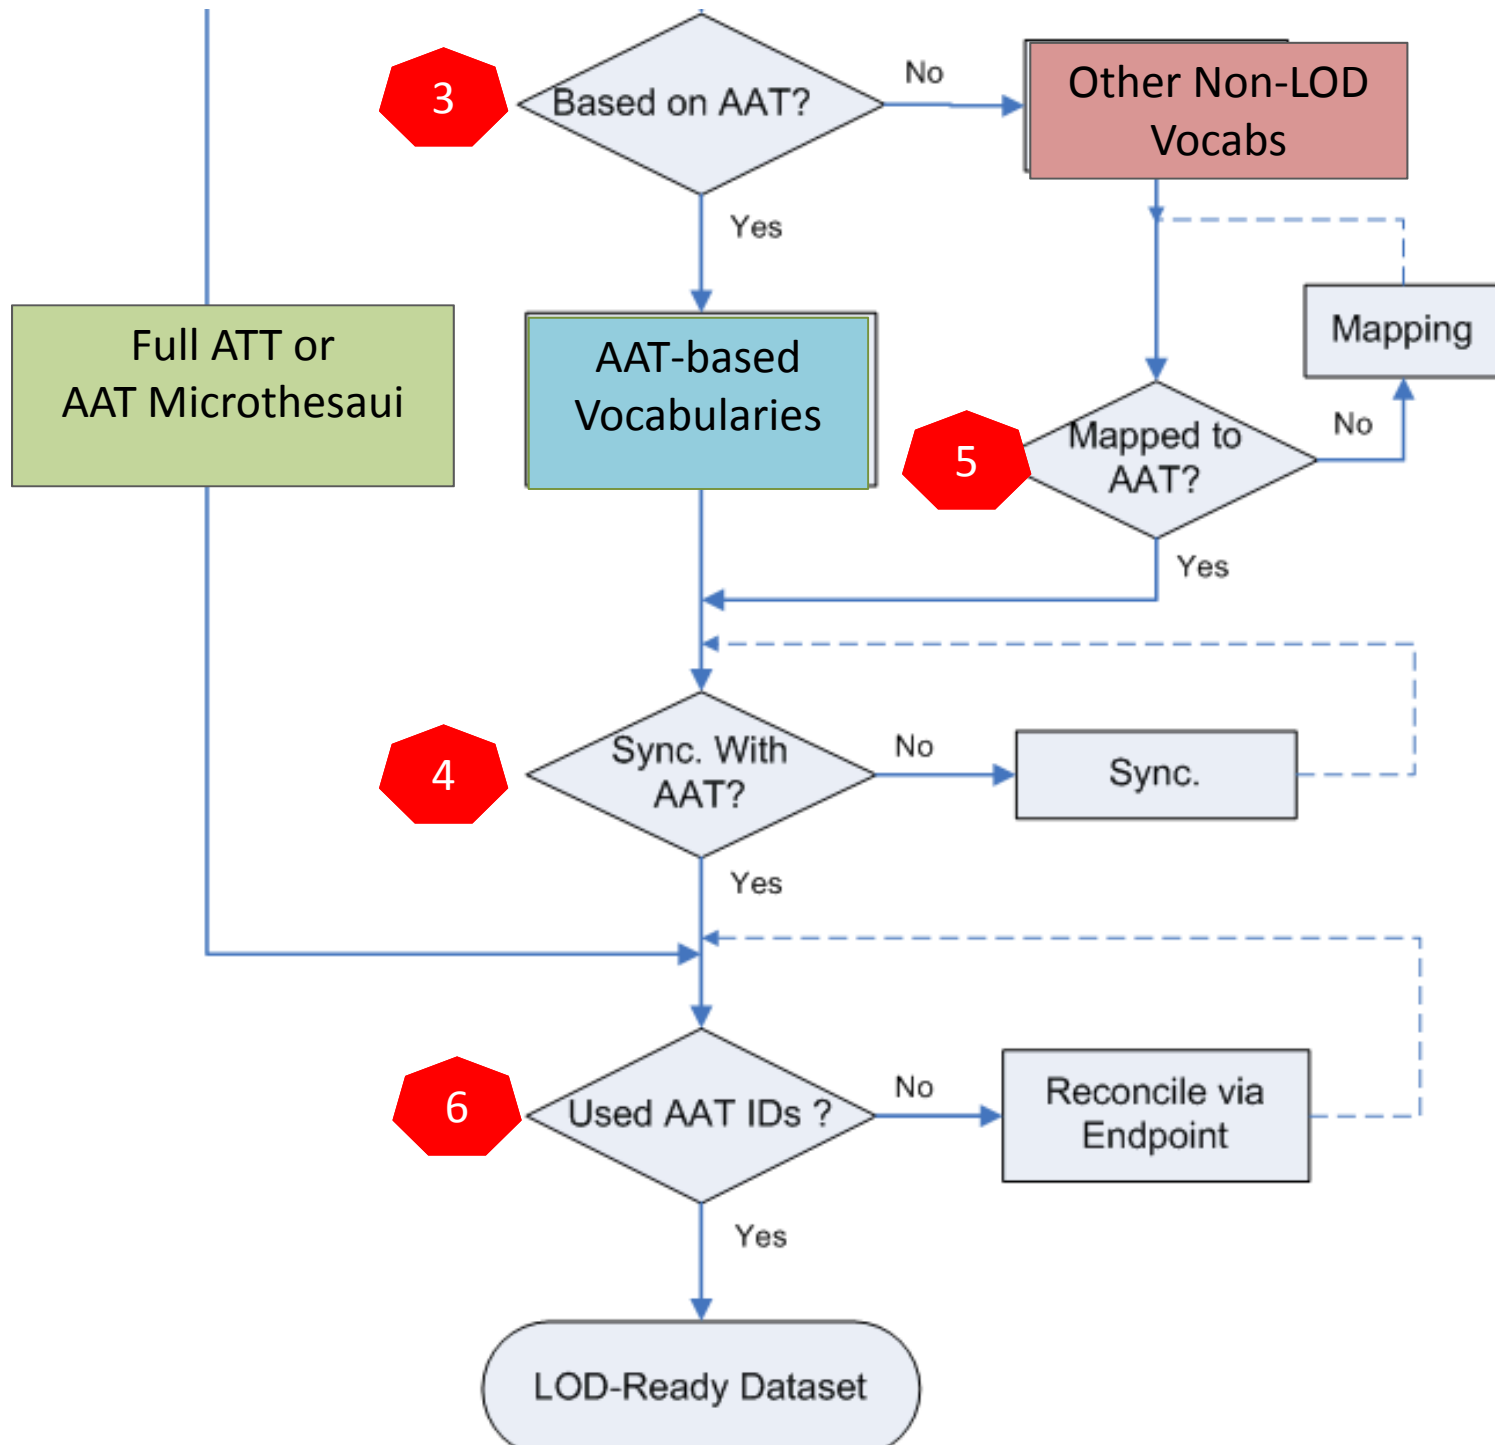 3
Based on AAT?
No
Other Non-LOD
Vocabs
Yes
Full ATT or
AAT Microthesaui
AAT-based
Vocabularies
Mapping
5
Mapped to
AAT?
No
Yes
4
Sync. With
AAT?
No
Sync.
Yes
6
Used AAT IDs ?
No
Reconcile via
Endpoint
Yes
LOD-Ready Dataset